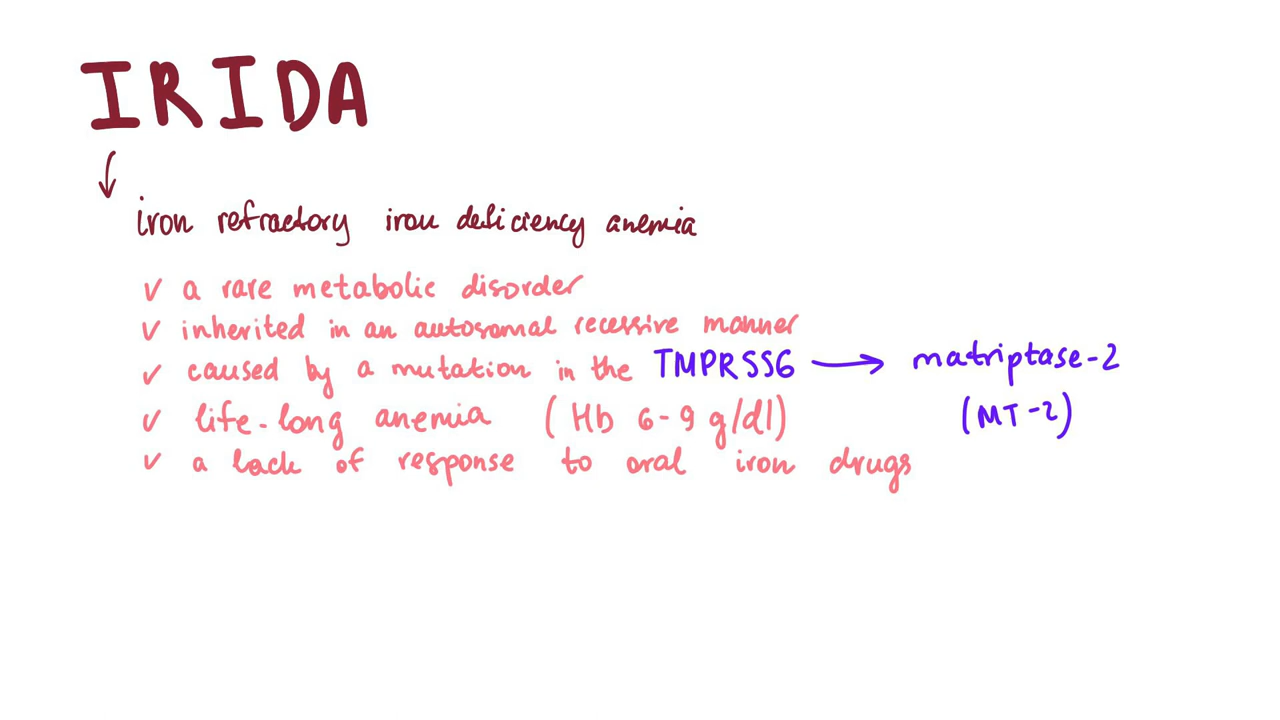 IRIDA
iron refractory iron deficiency anemia
✓ a rare metabolic disorder
✓ inherited in an autosomal recessive manner
✓ caused by a mutation in the TMPRSS6 → matriptase-2
✓ life-long anemia (Hb 6-9 g/dl) (MT-2)
✓ a lack of response to oral iron drugs